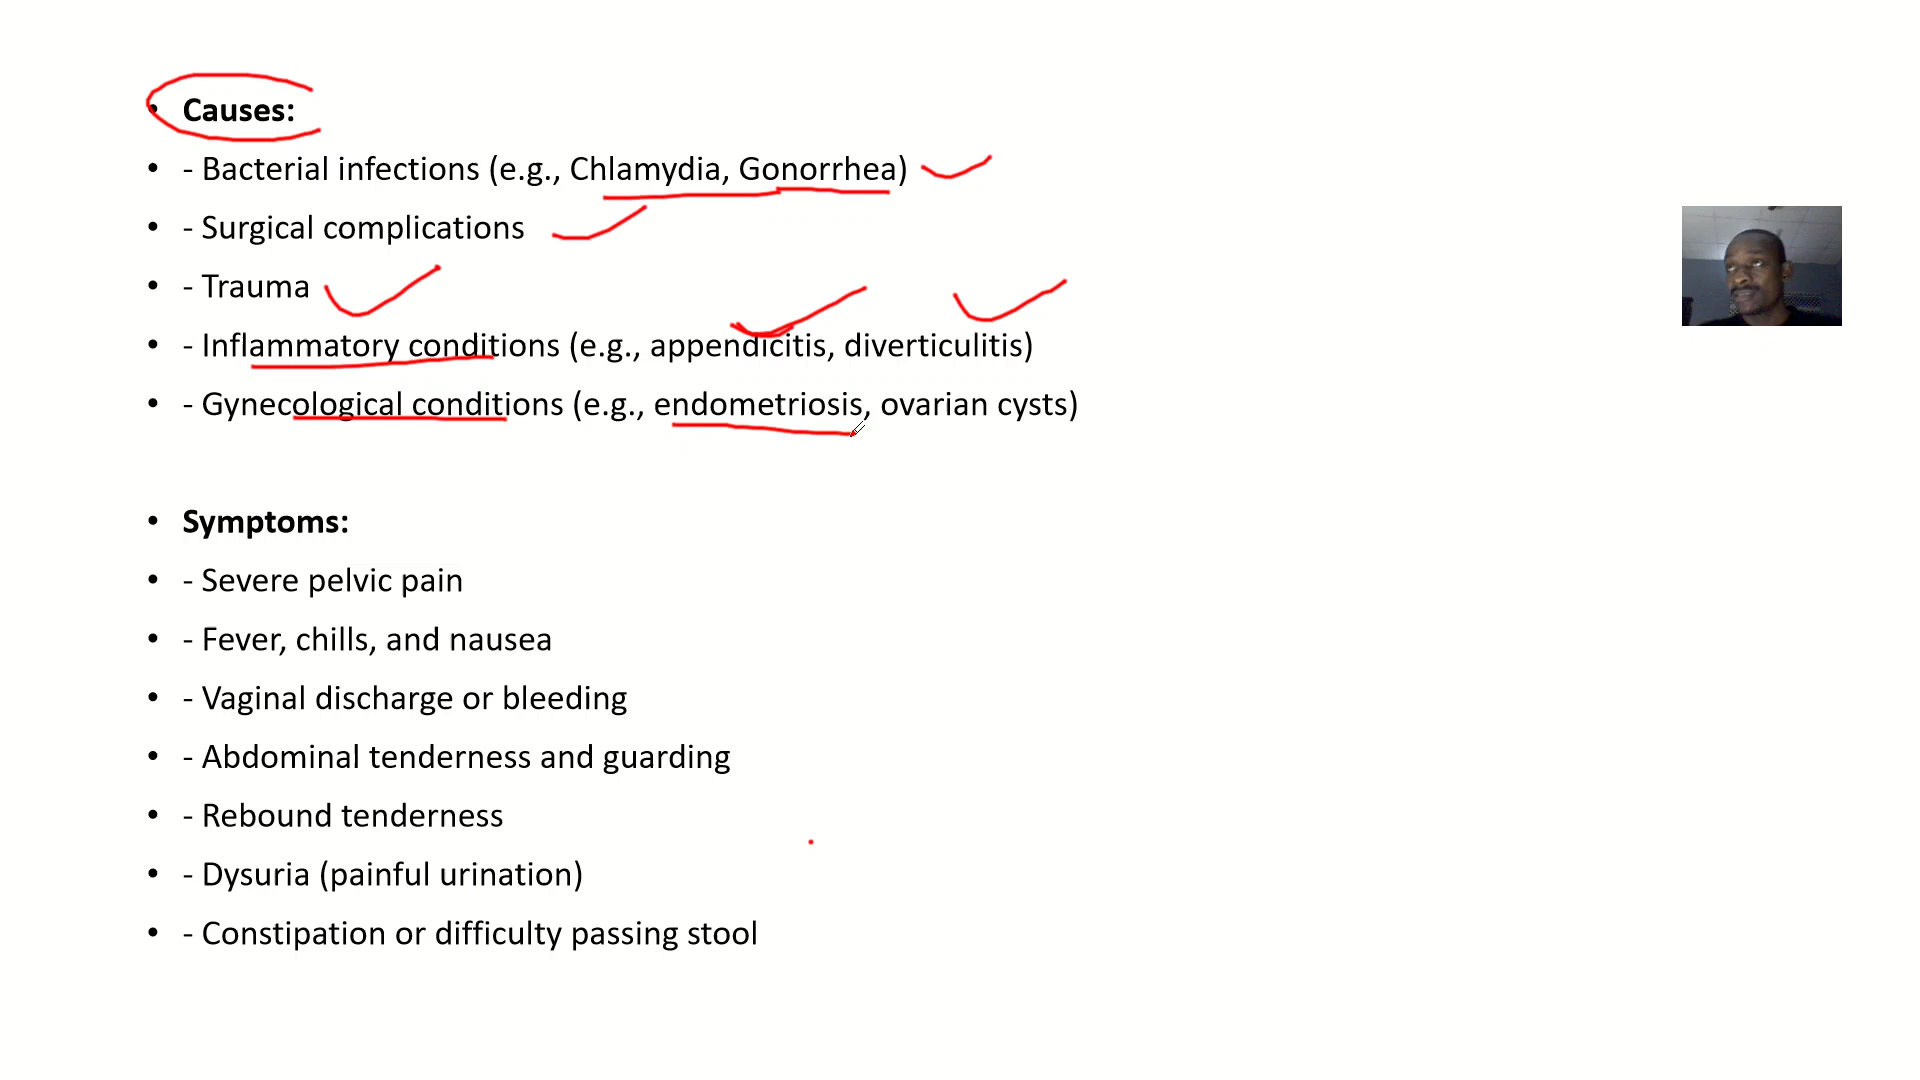 • Causes:
• - Bacterial infections (e.g., Chlamydia, Gonorrhea)
• - Surgical complications
• - Trauma
• - Inflammatory conditions (e.g., appendicitis, diverticulitis)
• - Gynecological conditions (e.g., endometriosis, ovarian cysts)
• Symptoms:
• - Severe pelvic pain
• - Fever, chills, and nausea
• - Vaginal discharge or bleeding
• - Abdominal tenderness and guarding
• - Rebound tenderness
• - Dysuria (painful urination)
• - Constipation or difficulty passing stool